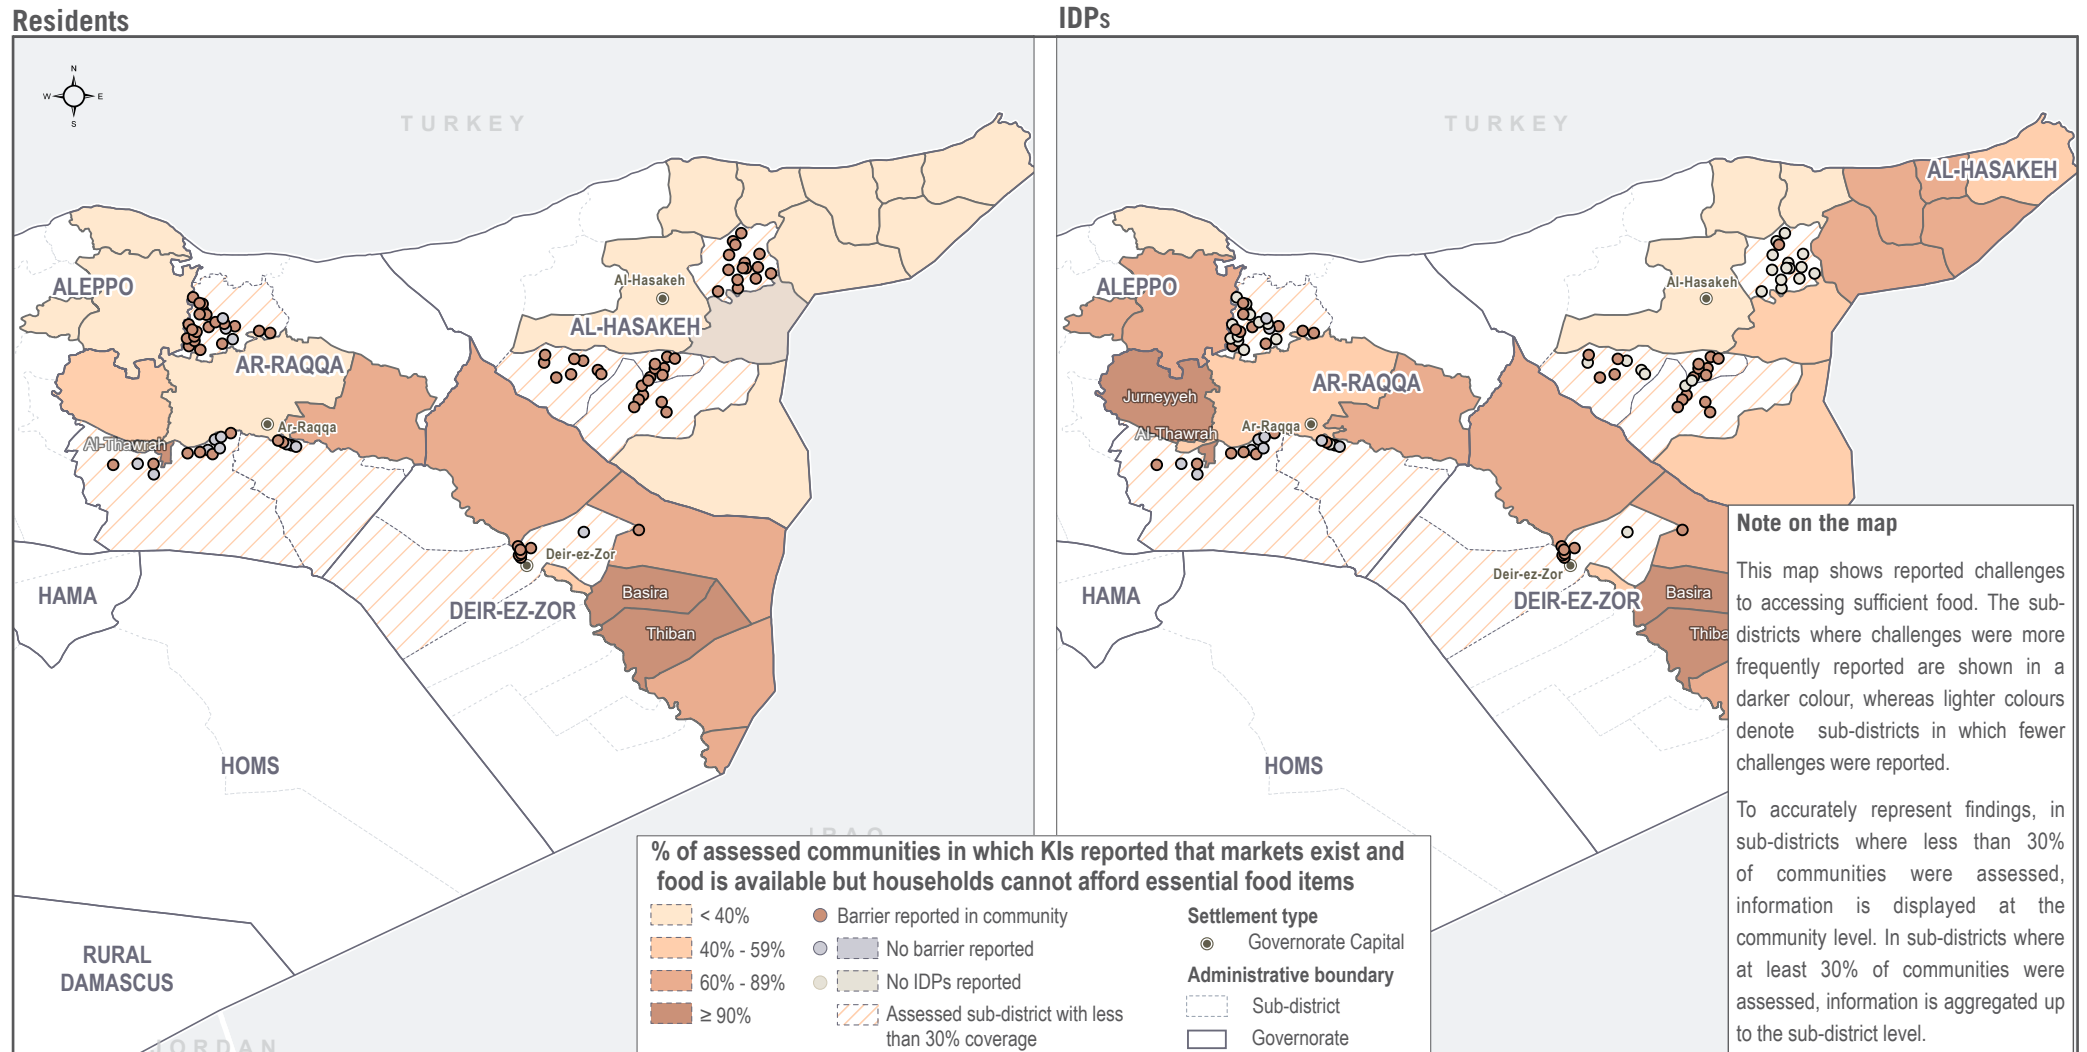 Residents
N
W
E
S
TURKEY
ALEPPO
AR-RAQQA
Al-Hasakeh
AL-HASAKEH
Ar-Raqqa
Al-Thawrah
Deir-ez-Zor
DEIR-EZ-ZOR
Basira
Thiban
HAMA
HOMS
RURAL
DAMASCUS
IRAQ
JORDAN
IDPs
TURKEY
AL-HASAKEH
ALEPPO
Al-Hasakeh
AR-RAQQA
Jurneyyeh
Ar-Raqqa
Al-Thawrah
Deir-ez-Zor
DEIR-EZ-ZOR
Basira
Thiba
HAMA
HOMS
% of assessed communities in which KIs reported that markets exist and
food is available but households cannot afford essential food items
< 40%
40% - 59%
60% - 89%
≥ 90%
Barrier reported in community
No barrier reported
No IDPs reported
Assessed sub-district with less
than 30% coverage
Settlement type
Governorate Capital
Administrative boundary
Sub-district
Governorate
Note on the map
This map shows reported challenges
to accessing sufficient food. The sub-
districts where challenges were more
frequently reported are shown in a
darker colour, whereas lighter colours
denote sub-districts in which fewer
challenges were reported.
To accurately represent findings, in
sub-districts where less than 30%
of communities were assessed,
information is displayed at the
community level. In sub-districts where
at least 30% of communities were
assessed, information is aggregated up
to the sub-district level.